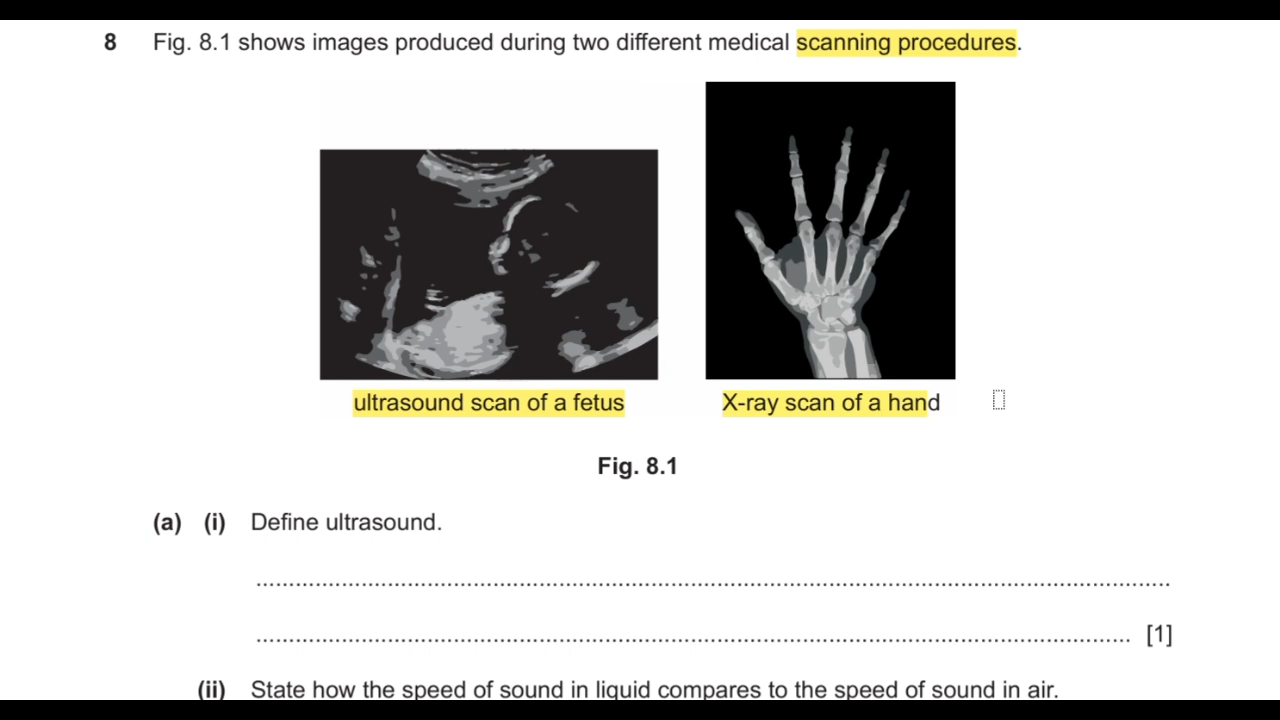 8 Fig. 8.1 shows images produced during two different medical scanning procedures.
ultrasound scan of a fetus X-ray scan of a hand
Fig. 8.1
(a) (i) Define ultrasound.
..........................................................................................................................................
................................................................................................................................... [1]
(ii) State how the speed of sound in liquid compares to the speed of sound in air.